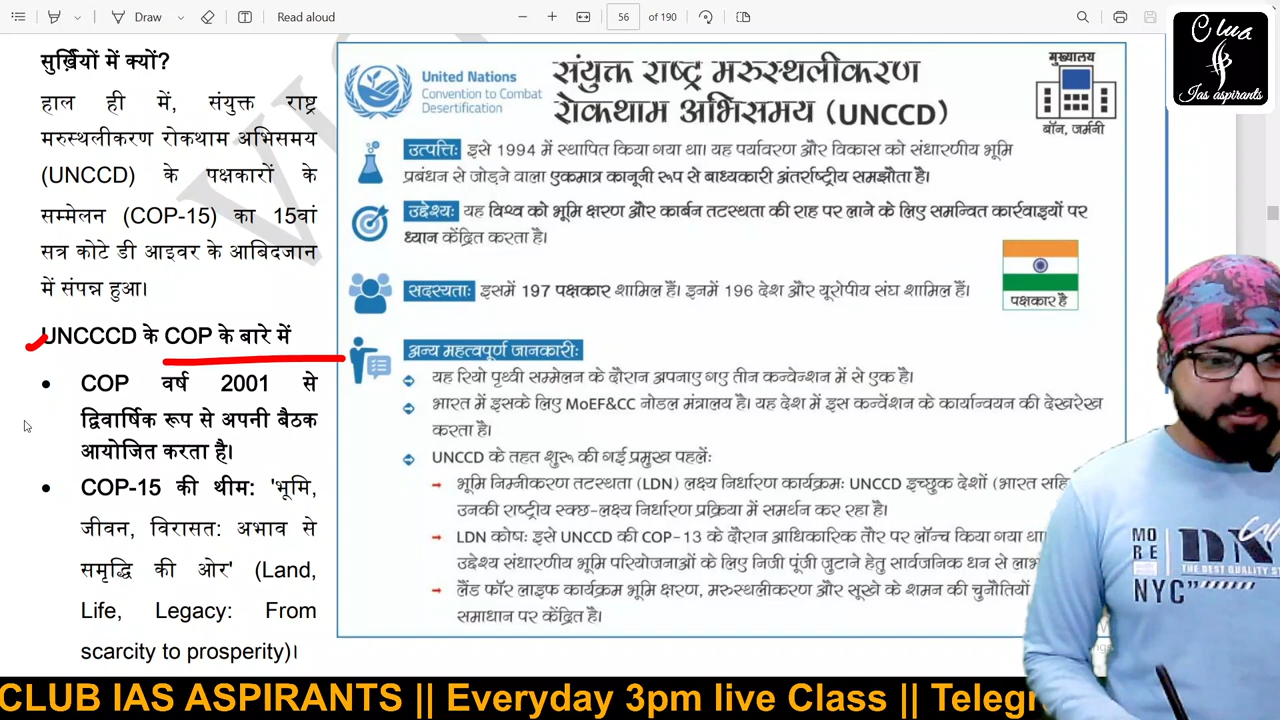 Draw
Read aloud
56
of 190
सुर्ख़ियों में क्यों?
हाल ही में, संयुक्त राष्ट्र
मरुस्थलीकरण रोकथाम अभिसमय
(UNCCD) के पक्षकारों के
सम्मेलन (COP-15) का 15वां
सत्र कोटे डी आइवर के आबिदजान
में संपन्न हुआ।
UNCCCD के COP के बारे में
• COP वर्ष 2001 से
द्विवार्षिक रूप से अपनी बैठक
आयोजित करता है।
• COP-15 की थीम: 'भूमि,
जीवन, विरासत: अभाव से
समृद्धि की ओर' (Land,
Life, Legacy: From
scarcity to prosperity)।
United Nations
Convention to Combat
Desertification
संयुक्त राष्ट्र मरुस्थलीकरण
रोकथाम अभिसमय (UNCCD)
मुख्यालय
बॉन, जर्मनी
उत्पत्ति: इसे 1994 में स्थापित किया गया था। यह पर्यावरण और विकास को संधारणीय भूमि
प्रबंधन से जोड़ने वाला एकमात्र कानूनी रूप से बाध्यकारी अंतर्राष्ट्रीय समझौता है।
उद्देश्य: यह विश्व को भूमि क्षरण और कार्बन तटस्थता की राह पर लाने के लिए समन्वित कार्रवाइयों पर
ध्यान केंद्रित करता है।
सदस्यता: इसमें 197 पक्षकार शामिल हैं। इनमें 196 देश और यूरोपीय संघ शामिल हैं।
पक्षकार है
अन्य महत्वपूर्ण जानकारी:
यह रियो पृथ्वी सम्मेलन के दौरान अपनाए गए तीन कन्वेन्शन में से एक है।
भारत में इसके लिए MoEF&CC नोडल मंत्रालय है। यह देश में इस कन्वेंशन के कार्यान्वयन की देखरेख
करता है।
UNCCD के तहत शुरू की गई प्रमुख पहलें:
भूमि निम्नीकरण तटस्थता (LDN) लक्ष्य निर्धारण कार्यक्रम: UNCCD इच्छुक देशों (भारत सहि
उनकी राष्ट्रीय स्वछ-लक्ष्य निर्धारण प्रक्रिया में समर्थन कर रहा है।
LDN कोष: इसे UNCCD की COP-13 के दौरान आधिकारिक तौर पर लॉन्च किया गया था
उद्देश्य संधारणीय भूमि परियोजनाओं के लिए निजी पूंजी जुटाने हेतु सार्वजनिक धन से लाभ
लैंड फॉर लाइफ कार्यक्रम भूमि क्षरण, मरुस्थलीकरण और सूखे के शमन की चुनौतियों
समाधान पर केंद्रित है।
Club
Ias aspirants
MORE
DN
THE BEST QUALITY
NYC"
CLUB IAS ASPIRANTS || Everyday 3pm live Class || Telegr